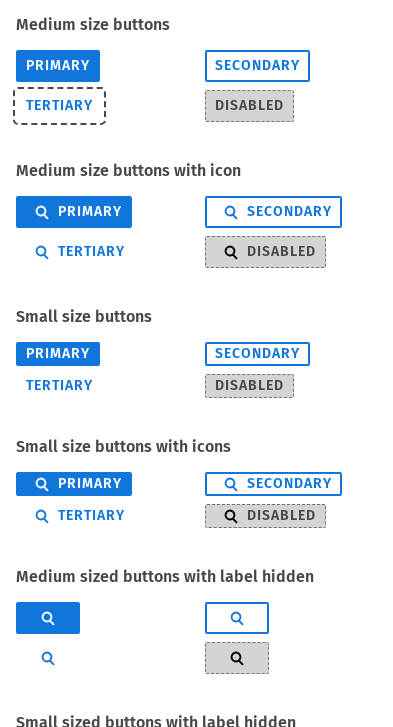 Medium size buttons
PRIMARY SECONDARY
TERTIARY DISABLED
Medium size buttons with icon
PRIMARY SECONDARY
TERTIARY DISABLED
Small size buttons
PRIMARY SECONDARY
TERTIARY DISABLED
Small size buttons with icons
PRIMARY SECONDARY
TERTIARY DISABLED
Medium sized buttons with label hidden
Small sized buttons with label hidden